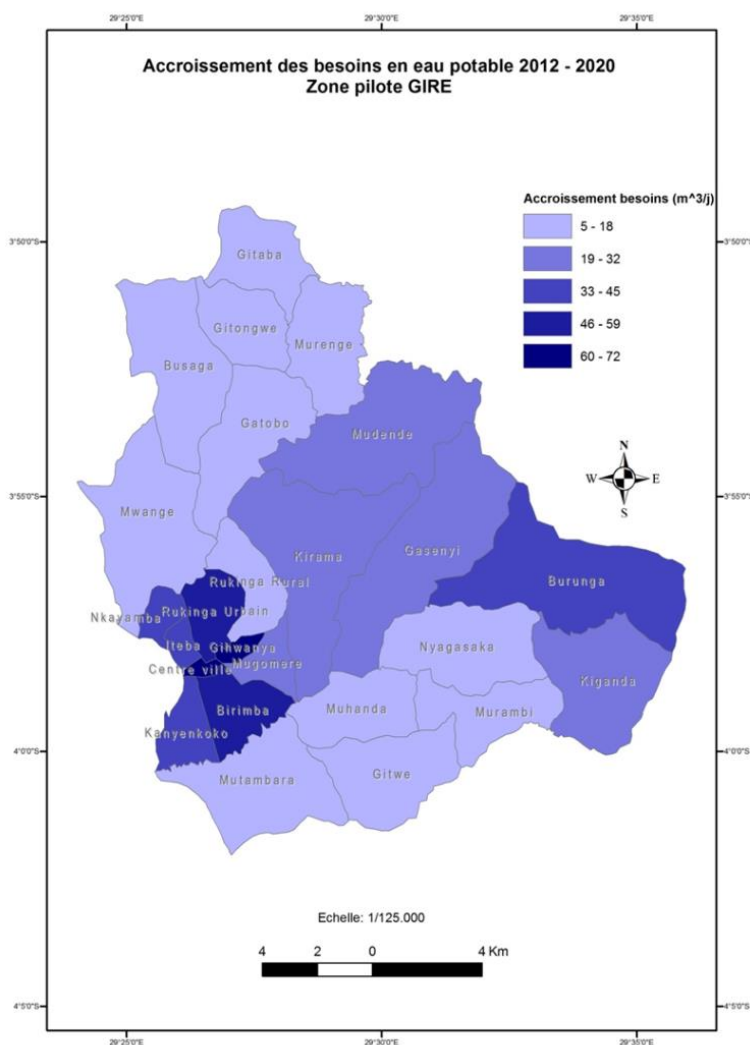 29°25'0"E 29°30'0"E 29°35'0"E
Accroissement des besoins en eau potable 2012 - 2020
Zone pilote GIRE
Accroissement besoins (m^3/j)
5 - 18
19 - 32
33 - 45
46 - 59
60 - 72
3°50'0"S 3°50'0"S
Gitaba
Gitongwe
Murenge
Busaga
Gatobo
Mudende
N
W E
S
3°55'0"S 3°55'0"S
Mwange
Kirama
Gasenyi
Rukinga Rural
Burunga
Nkayamba
Rukinga Urbain
Iteba
Gihwanya
Nyagasaka
Centre ville
Mugomere
Kiganda
Birimba
Muhanda
Murambi
Kanyenkoko
4°0'0"S 4°0'0"S
Mutambara
Gitwe
Echelle: 1/125.000
4 2 0 4 Km
4°5'0"S 4°5'0"S
29°25'0"E 29°30'0"E 29°35'0"E